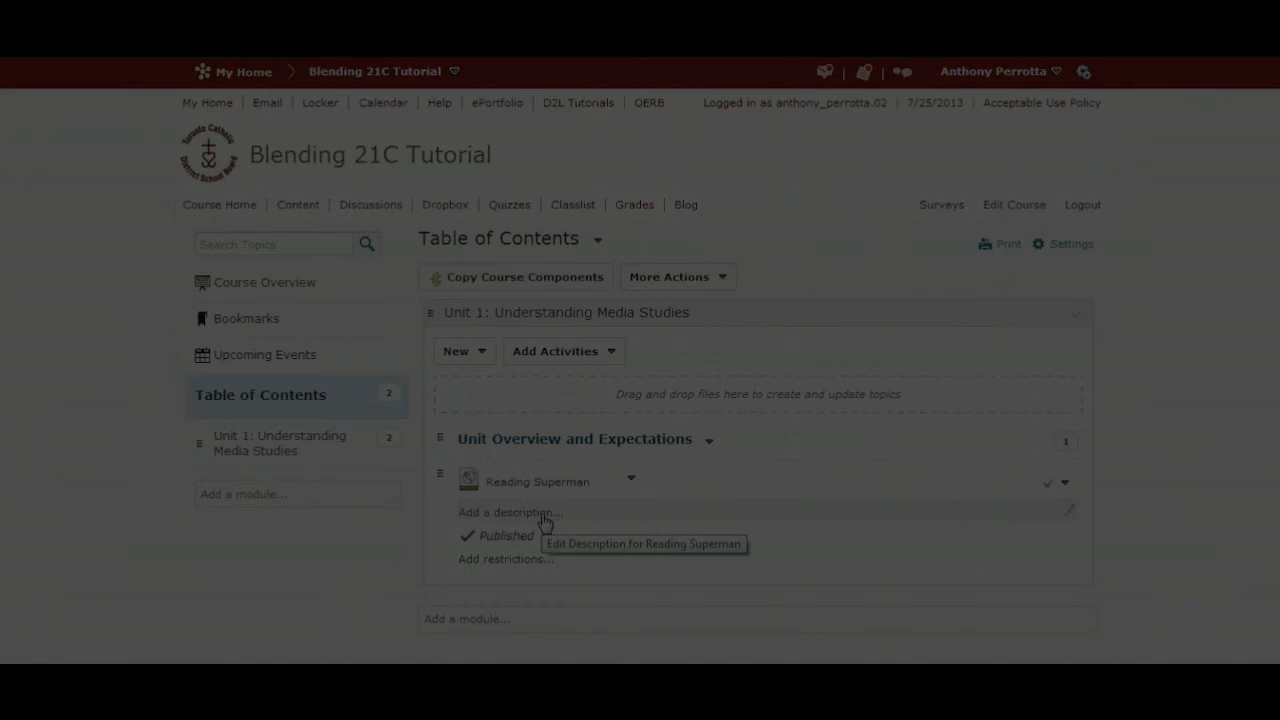 My Home
Blending 21C Tutorial
Anthony Perrotta
My Home | Email | Locker | Calendar | Help | ePortfolio | D2L Tutorials | OERB
Logged in as anthony_perrotta.02 | 7/25/2013 | Acceptable Use Policy
Toronto Catholic District School Board
Blending 21C Tutorial
Course Home | Content | Discussions | Dropbox | Quizzes | Classlist | Grades | Blog
Surveys | Edit Course | Logout
Search Topics
Table of Contents
Print
Settings
Course Overview
Copy Course Components
More Actions
Bookmarks
Unit 1: Understanding Media Studies
Upcoming Events
New
Add Activities
Table of Contents
2
Drag and drop files here to create and update topics
Unit 1: Understanding
Media Studies
2
Unit Overview and Expectations
1
Add a module...
Reading Superman
Add a description...
Published
Edit Description for Reading Superman
Add restrictions...
Add a module...